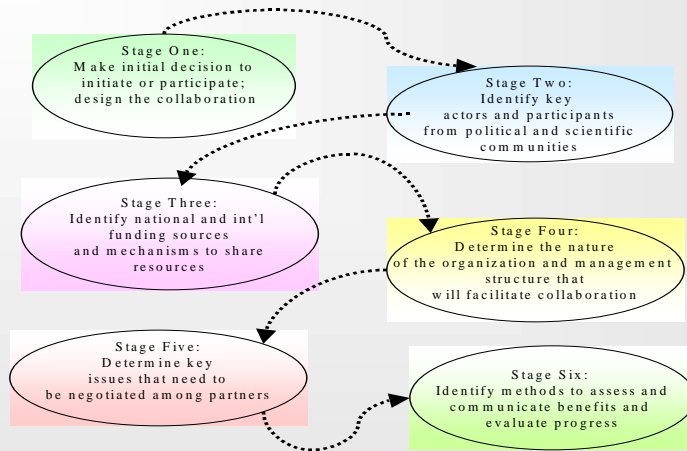 Stage One:
Make initial decision to
initiate or participate;
design the collaboration
Stage Two:
Identify key
actors and participants
from political and scientific
communities
Stage Three:
Identify national and int'l
funding sources
and mechanisms to share
resources
Stage Four:
Determine the nature
of the organization and management
structure that
will facilitate collaboration
Stage Five:
Determine key
issues that need to
be negotiated among partners
Stage Six:
Identify methods to assess and
communicate benefits and
evaluate progress